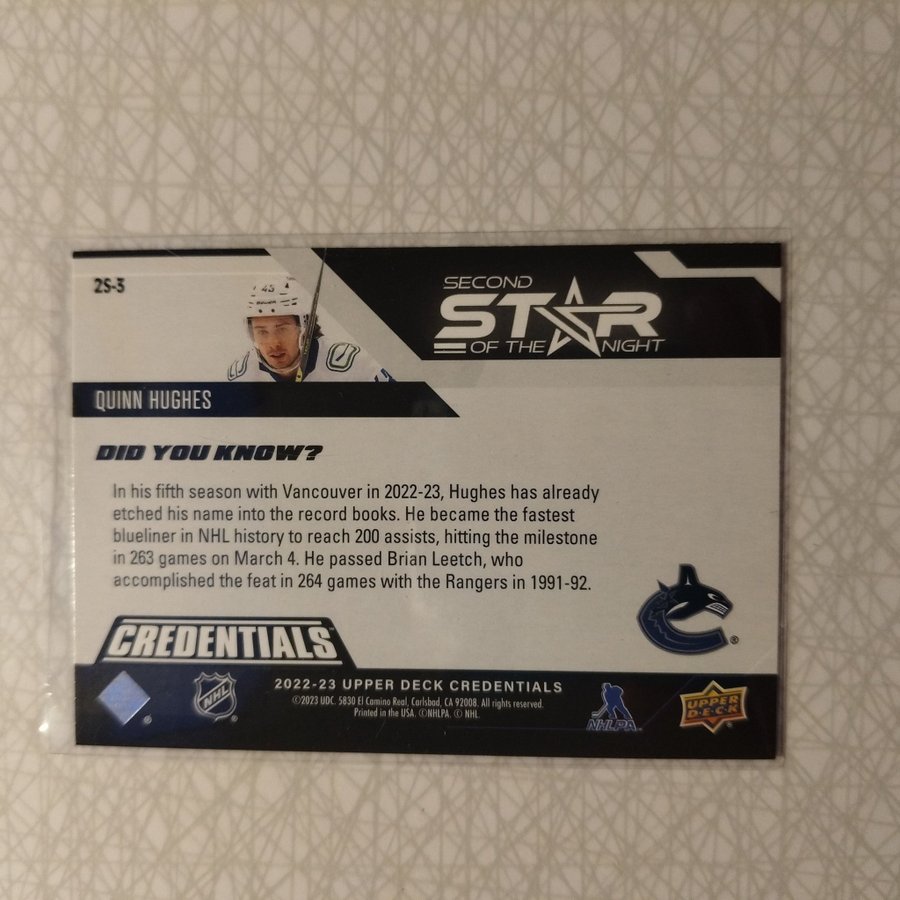 2S-3
43
SECOND
STAR
OF THE NIGHT
QUINN HUGHES
DID YOU KNOW?
In his fifth season with Vancouver in 2022-23, Hughes has already
etched his name into the record books. He became the fastest
blueliner in NHL history to reach 200 assists, hitting the milestone
in 263 games on March 4. He passed Brian Leetch, who
accomplished the feat in 264 games with the Rangers in 1991-92.
CREDENTIALS™
2022-23 UPPER DECK CREDENTIALS
©2023 UDC. 5830 El Camino Real, Carlsbad, CA 92008. All rights reserved.
Printed in the USA. ©NHLPA. © NHL.
NHL
NHLPA
UPPER
DECK